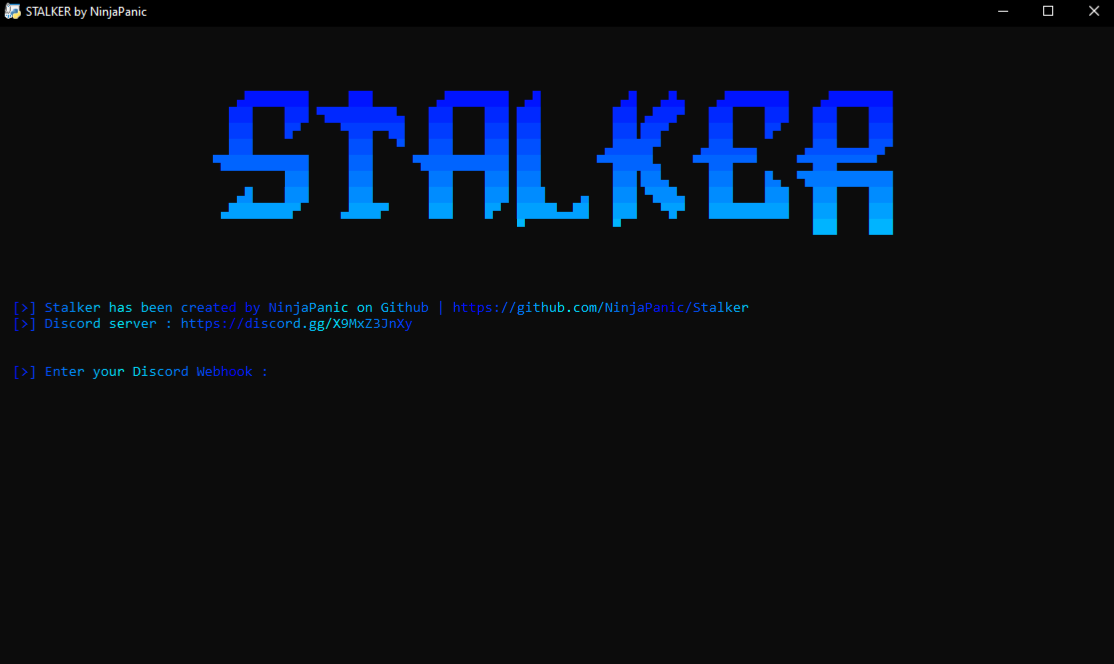 STALKER by NinjaPanic
STALKER
[>] Stalker has been created by NinjaPanic on Github | https://github.com/NinjaPanic/Stalker
[>] Discord server : https://discord.gg/X9MxZ3JnXy
[>] Enter your Discord Webhook :